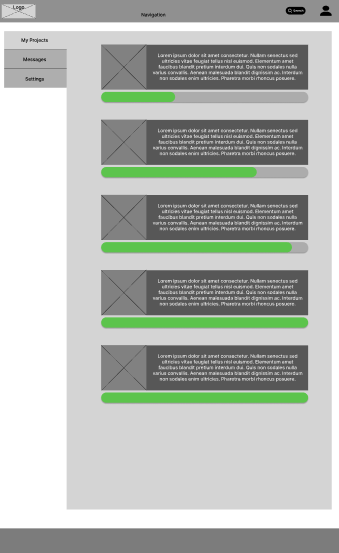 Logo
Navigation
Search
My Projects
Messages
Settings
Lorem ipsum dolor sit amet consectetur. Nullam senectus sed
ultricies vitae feugiat tellus nisl euismod. Elementum amet
faucibus blandit pretium interdum dui. Quis non sodales nulla
varius convallis. Aenean malesuada blandit dignissim ac. Interdum
non sodales enim ultricies. Pharetra morbi rhoncus posuere.
Lorem ipsum dolor sit amet consectetur. Nullam senectus sed
ultricies vitae feugiat tellus nisl euismod. Elementum amet
faucibus blandit pretium interdum dui. Quis non sodales nulla
varius convallis. Aenean malesuada blandit dignissim ac. Interdum
non sodales enim ultricies. Pharetra morbi rhoncus posuere.
Lorem ipsum dolor sit amet consectetur. Nullam senectus sed
ultricies vitae feugiat tellus nisl euismod. Elementum amet
faucibus blandit pretium interdum dui. Quis non sodales nulla
varius convallis. Aenean malesuada blandit dignissim ac. Interdum
non sodales enim ultricies. Pharetra morbi rhoncus posuere.
Lorem ipsum dolor sit amet consectetur. Nullam senectus sed
ultricies vitae feugiat tellus nisl euismod. Elementum amet
faucibus blandit pretium interdum dui. Quis non sodales nulla
varius convallis. Aenean malesuada blandit dignissim ac. Interdum
non sodales enim ultricies. Pharetra morbi rhoncus posuere.
Lorem ipsum dolor sit amet consectetur. Nullam senectus sed
ultricies vitae feugiat tellus nisl euismod. Elementum amet
faucibus blandit pretium interdum dui. Quis non sodales nulla
varius convallis. Aenean malesuada blandit dignissim ac. Interdum
non sodales enim ultricies. Pharetra morbi rhoncus posuere.